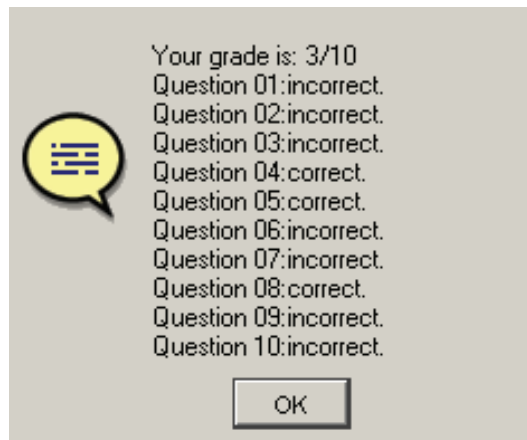 Your grade is: 3/10
Question 01:incorrect.
Question 02:incorrect.
Question 03:incorrect.
Question 04:correct.
Question 05:correct.
Question 06:incorrect.
Question 07:incorrect.
Question 08:correct.
Question 09:incorrect.
Question 10:incorrect.
OK